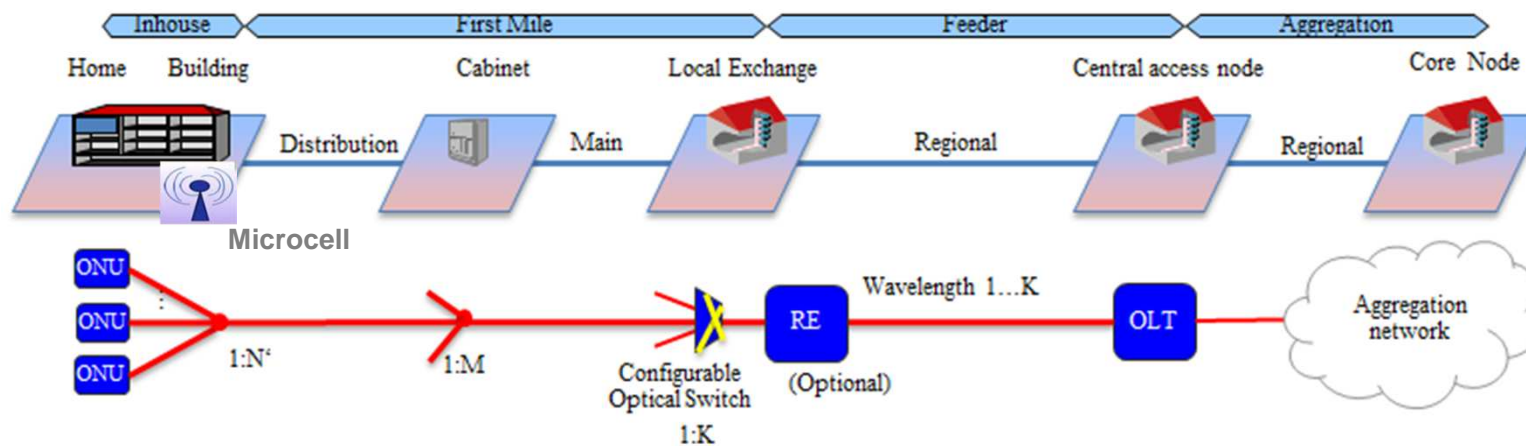 Inhouse First Mile Feeder Aggregation
Home Building Cabinet Local Exchange Central access node Core Node
Distribution Main Regional Regional
Microcell
ONU
ONU
ONU
1:N‘
1:M
Configurable
Optical Switch
1:K
RE
(Optional)
Wavelength 1…K
OLT
Aggregation
network